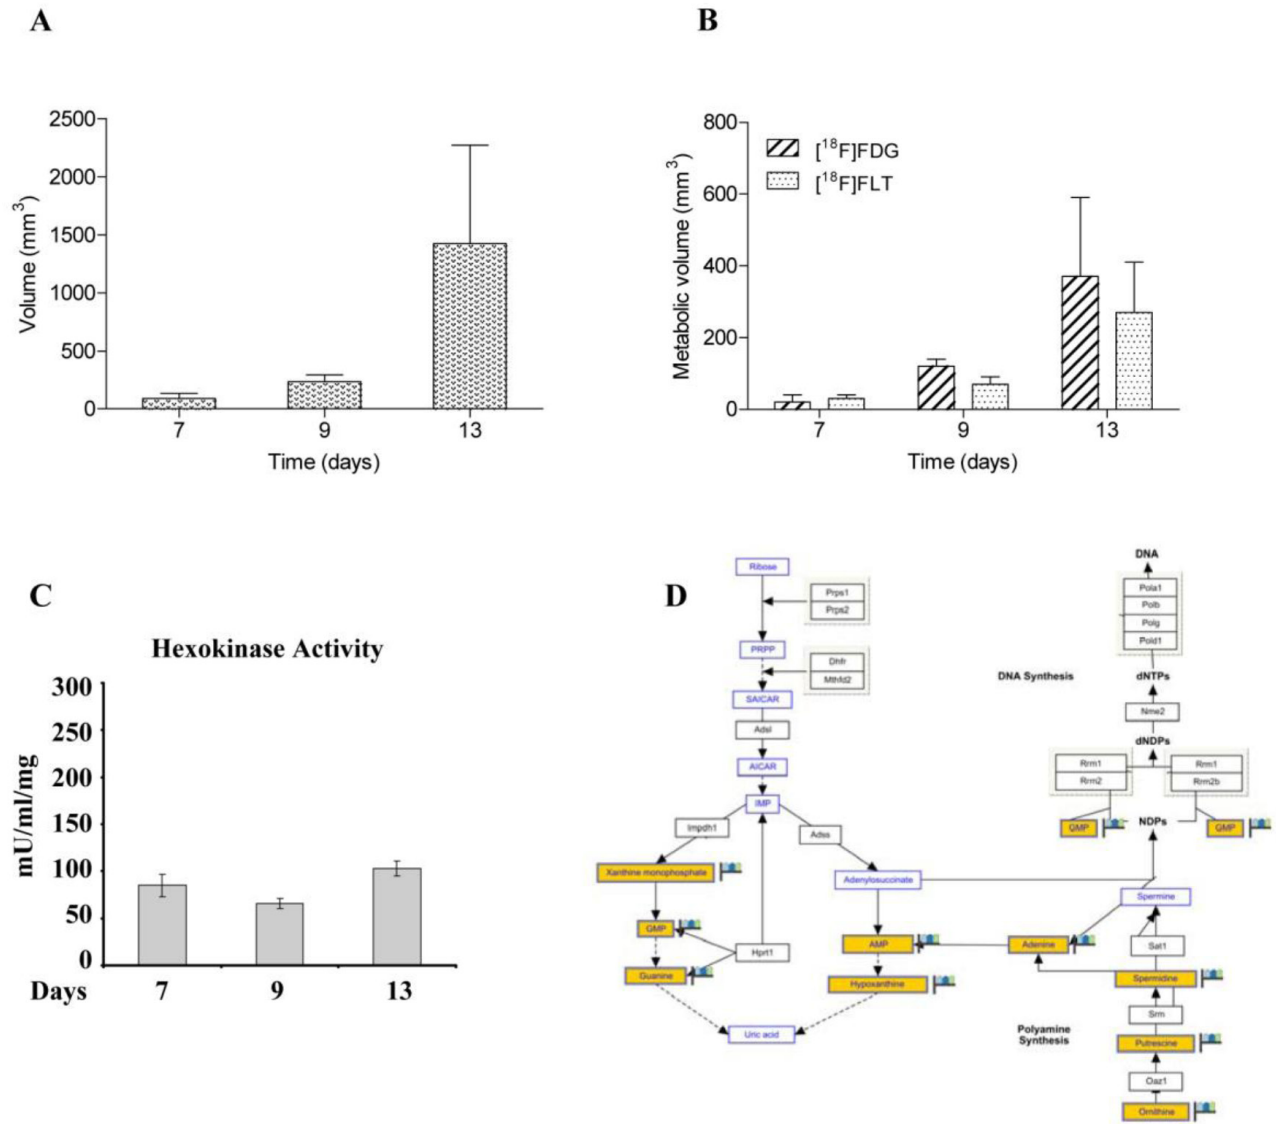 A
B
2500
2000
1500
1000
500
0
Volume (mm3)
7
9
13
Time (days)
800
600
400
200
0
Metabolic volume (mm3)
[18F]FDG
[18F]FLT
7
9
13
Time (days)
C
Hexokinase Activity
300
250
200
150
100
50
0
mU/ml/mg
Days
7
9
13
D
Ribose
Prps1
Prps2
PRPP
Dhfr
Mthfd2
SAICAR
Adsl
AICAR
IMP
Impdh1
Adss
Xanthine monophosphate
Adenylosuccinate
GMP
Hprt1
AMP
Guanine
Hypoxanthine
Uric acid
DNA
Pola1
Polb
Polg
Pold1
DNA Synthesis
dNTPs
Nme2
dNDPs
Rrm1
Rrm2
Rrm1
Rrm2b
GMP
NDPs
GMP
Spermine
Adenine
Sat1
Spermidine
Srm
Polyamine
Synthesis
Putrescine
Oaz1
Ornithine